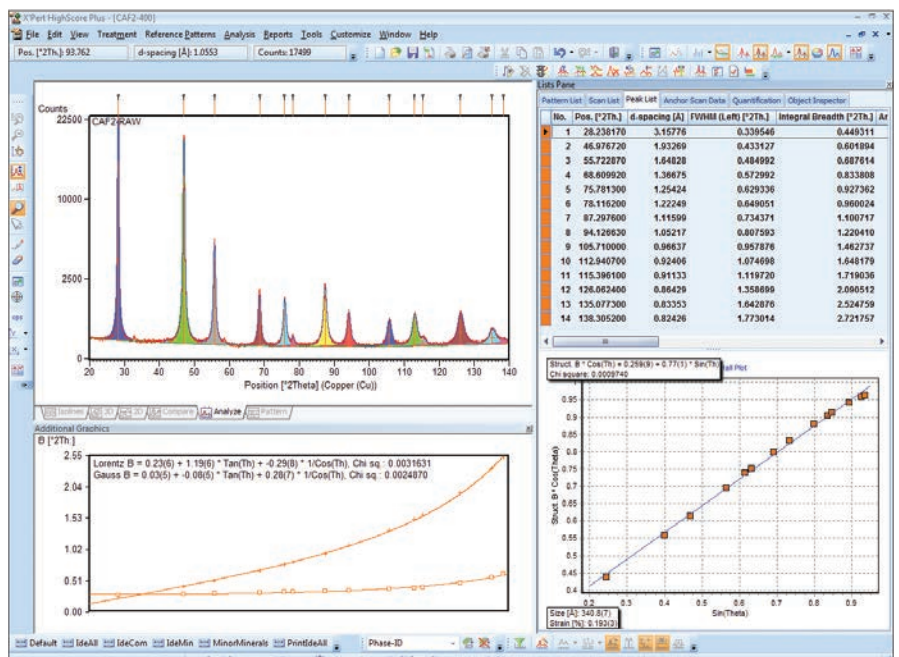 X'Pert HighScore Plus - [CAF2-400]
File Edit View Treatment Reference Patterns Analysis Reports Tools Customize Window Help
Pos. [°2Th.]: 93.762 d-spacing [Å]: 1.0553 Counts: 17499
Lists Pane
Pattern List Scan List Peak List Anchor Scan Data Quantification Object Inspector
No. Pos. [°2Th.] d-spacing [Å] FWHM (Left) [°2Th.] Integral Breadth [°2Th.] Ar
1 28.238170 3.15776 0.339546 0.449311
2 46.976720 1.93269 0.433127 0.601894
3 55.722870 1.64828 0.484992 0.687614
4 68.609920 1.36675 0.572992 0.833808
5 75.781300 1.25424 0.629336 0.927362
6 78.116200 1.22249 0.649051 0.960024
7 87.297600 1.11599 0.734371 1.100717
8 94.126630 1.05217 0.807593 1.220410
9 105.710000 0.96637 0.957876 1.462737
10 112.940700 0.92406 1.074698 1.648179
11 115.396100 0.91133 1.119720 1.719036
12 126.062400 0.86429 1.358699 2.090512
13 135.077300 0.83353 1.642876 2.524759
14 138.305200 0.82426 1.773014 2.721757
Counts
CAF2-RAW
22500
10000
2500
0
20 30 40 50 60 70 80 90 100 110 120 130 140
Position [°2Theta] (Copper (Cu))
Isolines 3D 2D Compare Analyze Pattern
Additional Graphics
B [°2Th.]
Lorentz B = 0.23(6) + 1.19(6) * Tan(Th) + -0.29(8) * 1/Cos(Th), Chi sq.: 0.0031631
Gauss B = 0.03(5) + -0.08(5) * Tan(Th) + 0.28(7) * 1/Cos(Th), Chi sq.: 0.0024870
2.55
2.04
1.53
1.02
0.51
0.00
Struct. B * Cos(Th) = 0.259(9) + 0.77(1) * Sin(Th)
Chi square: 0.0009740
all Plot
Struct. B * Cos(Theta)
0.95
0.9
0.85
0.8
0.75
0.7
0.65
0.6
0.55
0.5
0.45
0.4
0.2 0.3 0.4 0.5 0.6 0.7 0.8 0.9
Sin(Theta)
Size [Å]: 340.8(7)
Strain [%]: 0.193(3)
Default IdeAll IdeCom IdeMin MinorMinerals PrintIdeAll Phase-ID